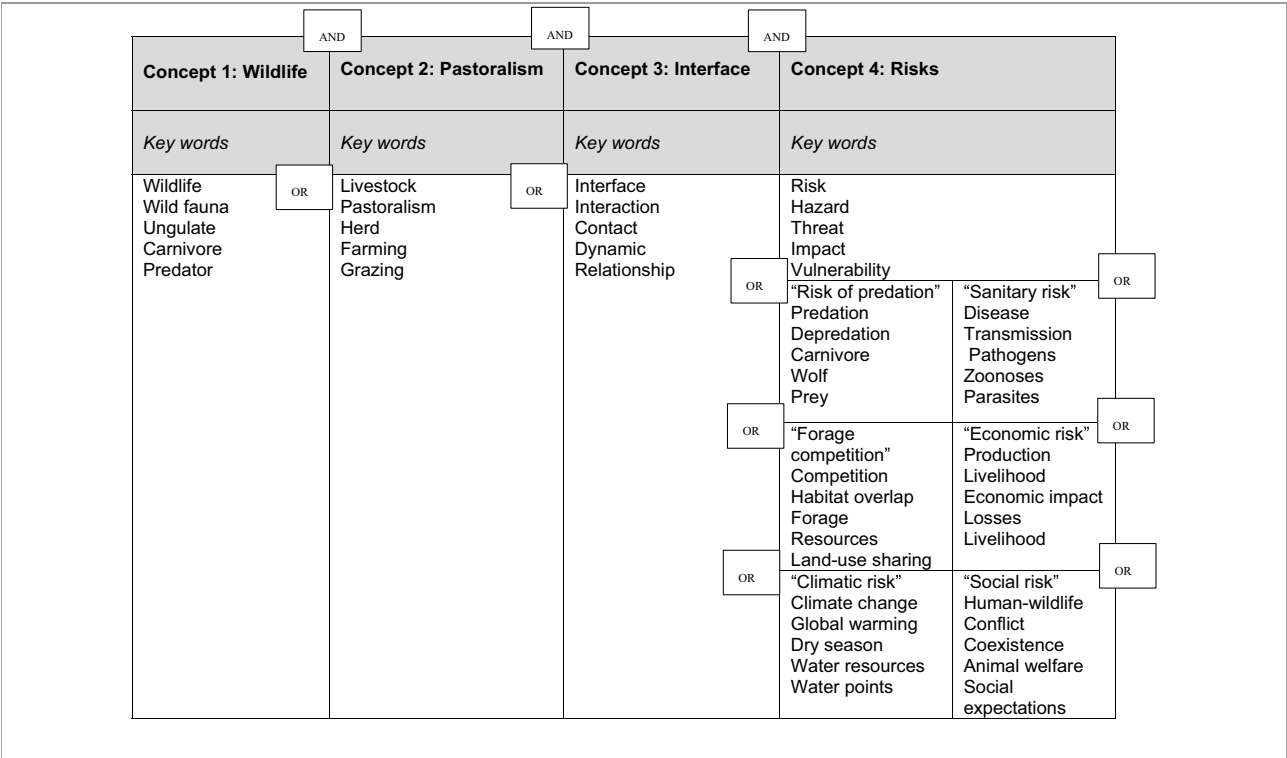 AND
AND
AND
Concept 1: Wildlife
Concept 2: Pastoralism
Concept 3: Interface
Concept 4: Risks
Key words
Key words
Key words
Key words
Wildlife
Wild fauna
Ungulate
Carnivore
Predator
OR
Livestock
Pastoralism
Herd
Farming
Grazing
OR
Interface
Interaction
Contact
Dynamic
Relationship
Risk
Hazard
Threat
Impact
Vulnerability
OR
OR
“Risk of predation”
Predation
Depredation
Carnivore
Wolf
Prey
“Sanitary risk”
Disease
Transmission
Pathogens
Zoonoses
Parasites
OR
OR
“Forage
competition”
Competition
Habitat overlap
Forage
Resources
Land-use sharing
“Economic risk”
Production
Livelihood
Economic impact
Losses
Livelihood
OR
OR
“Climatic risk”
Climate change
Global warming
Dry season
Water resources
Water points
“Social risk”
Human-wildlife
Conflict
Coexistence
Animal welfare
Social
expectations